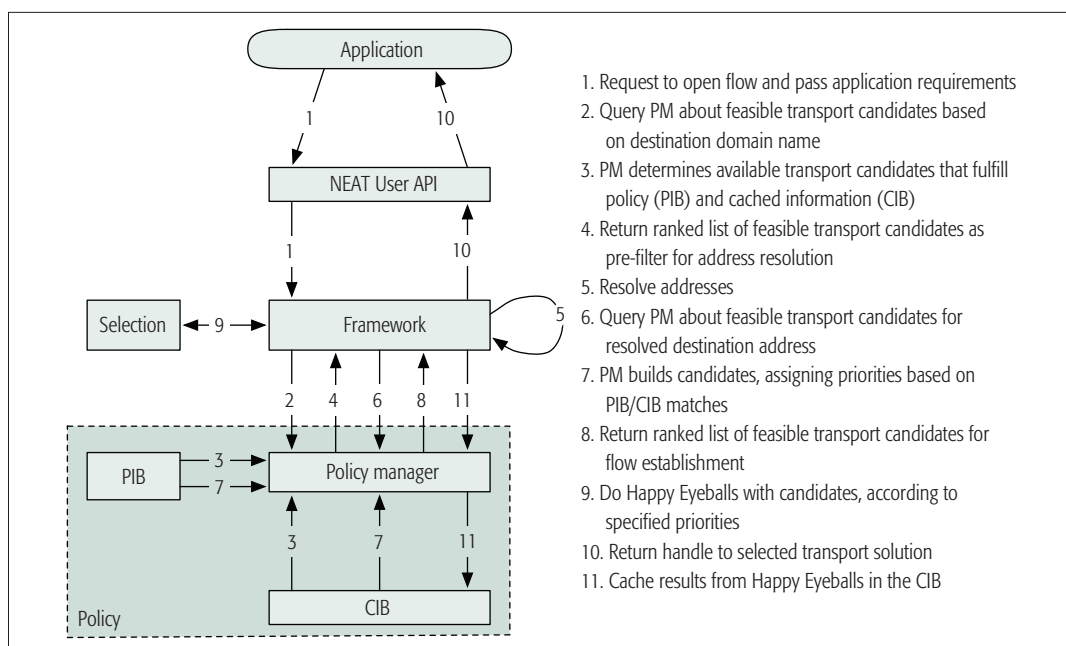 Application
1
10
NEAT User API
1
10
Selection
9
Framework
5
2
4
6
8
11
PIB
3
7
Policy manager
3
7
11
CIB
Policy
1. Request to open flow and pass application requirements
2. Query PM about feasible transport candidates based
on destination domain name
3. PM determines available transport candidates that fulfill
policy (PIB) and cached information (CIB)
4. Return ranked list of feasible transport candidates as
pre-filter for address resolution
5. Resolve addresses
6. Query PM about feasible transport candidates for
resolved destination address
7. PM builds candidates, assigning priorities based on
PIB/CIB matches
8. Return ranked list of feasible transport candidates for
flow establishment
9. Do Happy Eyeballs with candidates, according to
specified priorities
10. Return handle to selected transport solution
11. Cache results from Happy Eyeballs in the CIB